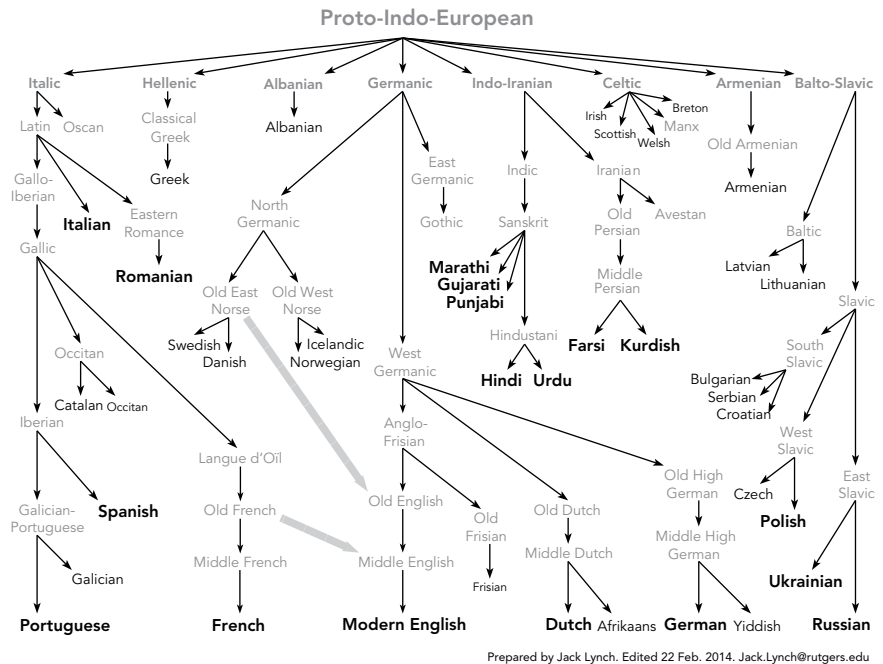 Proto-Indo-European
Italic Hellenic Albanian Germanic Indo-Iranian Celtic Armenian Balto-Slavic
Latin Oscan
Classical
Greek
Albanian
Irish
Scottish
Welsh
Manx
Breton
Old Armenian
Gallo-
Iberian
Italian
Eastern
Romance
Greek
North
Germanic
East
Germanic
Gothic
Indic
Iranian
Sanskrit
Old
Persian
Avestan
Armenian
Baltic
Gallic
Romanian
Marathi
Gujarati
Punjabi
Middle
Persian
Latvian
Lithuanian
Old East
Norse
Old West
Norse
Slavic
Swedish
Danish
Icelandic
Norwegian
Hindustani
Farsi Kurdish
South
Slavic
Occitan
West
Germanic
Hindi Urdu
Bulgarian
Serbian
Croatian
Catalan Occitan
Iberian
Anglo-
Frisian
West
Slavic
Langue d’Oïl
Old High
German
East
Slavic
Czech
Polish
Galician-
Portuguese
Spanish
Old French
Old English
Old
Frisian
Old Dutch
Middle High
German
Galician
Middle French
Middle English
Frisian
Middle Dutch
Ukrainian
Portuguese French Modern English Dutch Afrikaans German Yiddish Russian
Prepared by Jack Lynch. Edited 22 Feb. 2014. Jack.Lynch@rutgers.edu